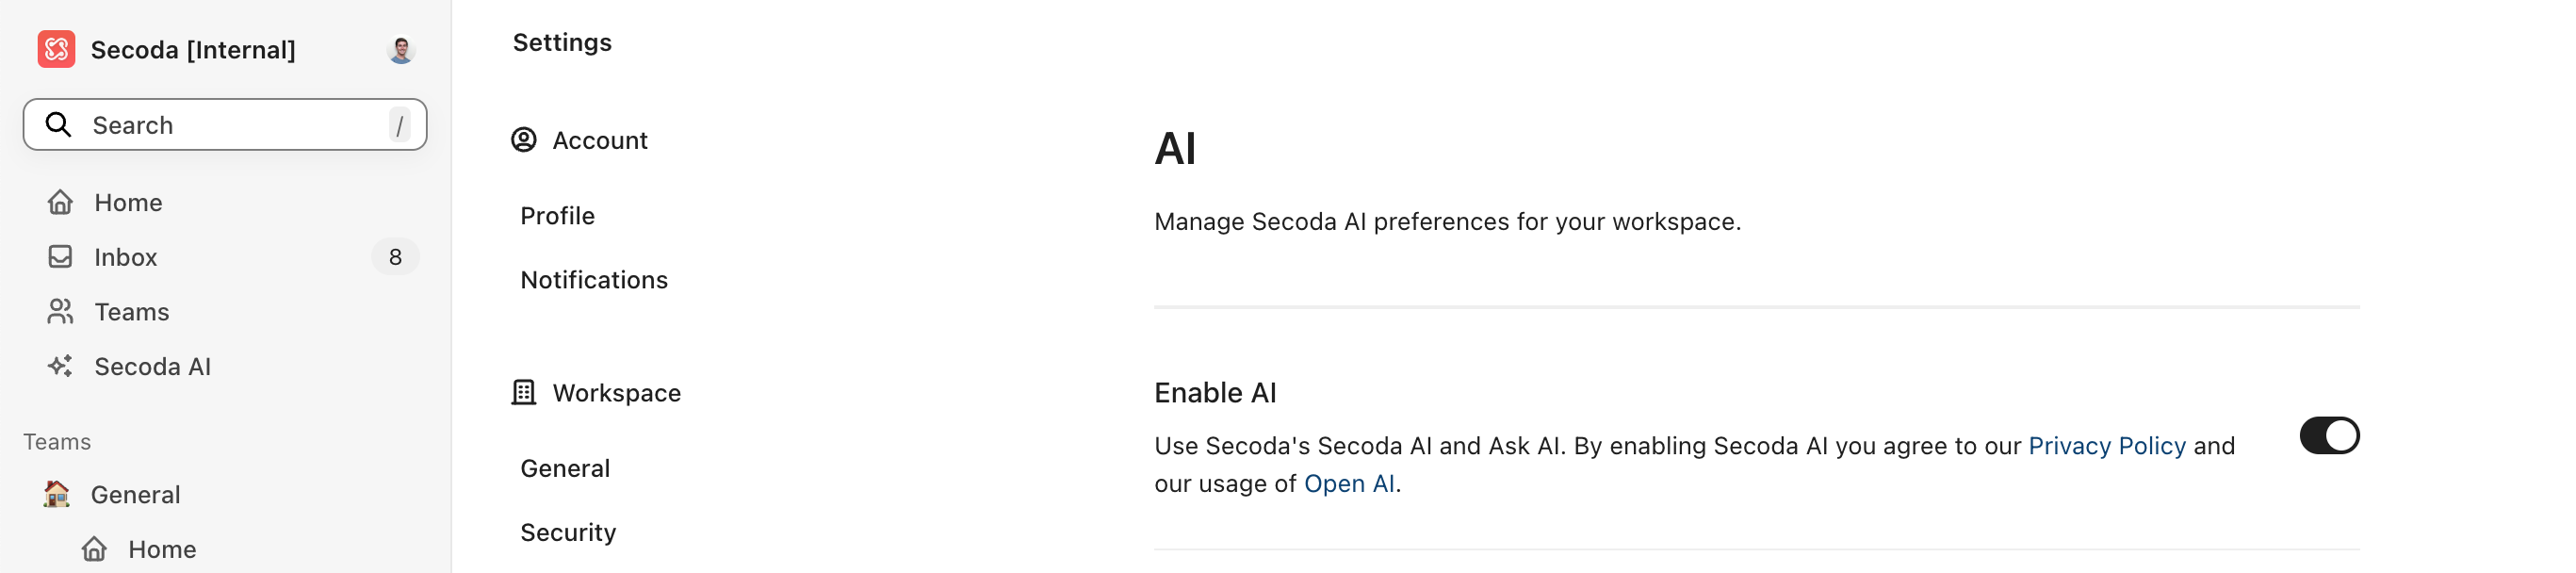 Secoda [Internal]
Search /
Home
Inbox 8
Teams
Secoda AI
Teams
General
Home
Settings
Account
Profile
Notifications
Workspace
General
Security
AI
Manage Secoda AI preferences for your workspace.
Enable AI
Use Secoda's Secoda AI and Ask AI. By enabling Secoda AI you agree to our Privacy Policy and
our usage of Open AI.